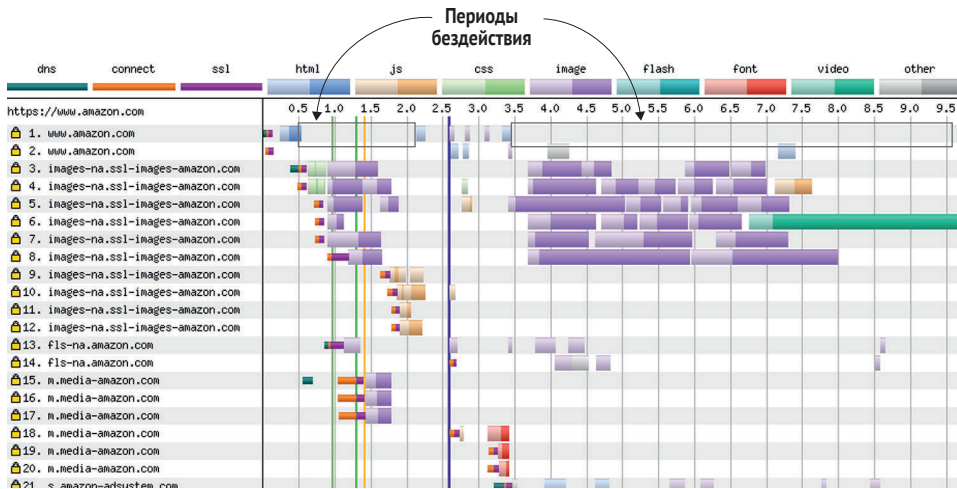 Периоды
бездействия
dns connect ssl html js css image flash font video other
https://www.amazon.com 0.5 1.0 1.5 2.0 2.5 3.0 3.5 4.0 4.5 5.0 5.5 6.0 6.5 7.0 7.5 8.0 8.5 9.0 9.5
1. www.amazon.com
2. www.amazon.com
3. images-na.ssl-images-amazon.com
4. images-na.ssl-images-amazon.com
5. images-na.ssl-images-amazon.com
6. images-na.ssl-images-amazon.com
7. images-na.ssl-images-amazon.com
8. images-na.ssl-images-amazon.com
9. images-na.ssl-images-amazon.com
10. images-na.ssl-images-amazon.com
11. images-na.ssl-images-amazon.com
12. images-na.ssl-images-amazon.com
13. fls-na.amazon.com
14. fls-na.amazon.com
15. m.media-amazon.com
16. m.media-amazon.com
17. m.media-amazon.com
18. m.media-amazon.com
19. m.media-amazon.com
20. m.media-amazon.com
21. s.amazon-adsystem.com